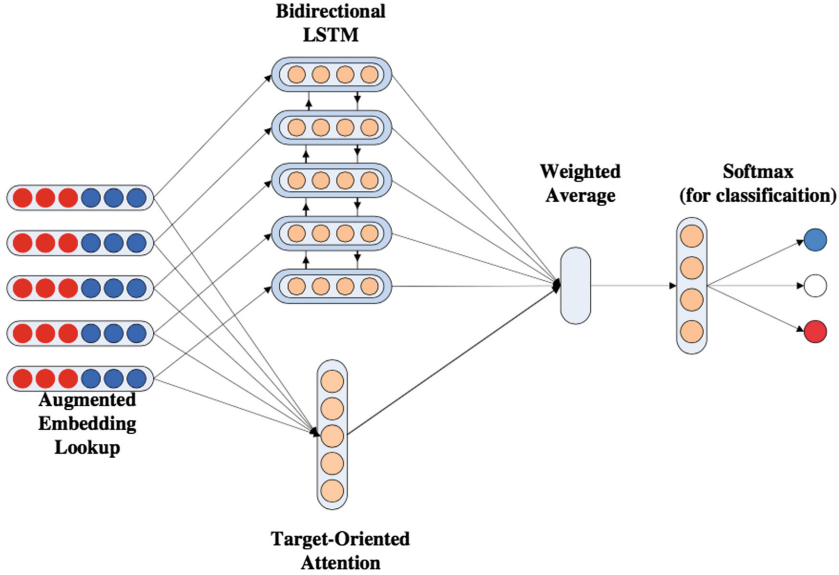 Bidirectional
LSTM
Weighted
Average
Softmax
(for classificaition)
Augmented
Embedding
Lookup
Target-Oriented
Attention